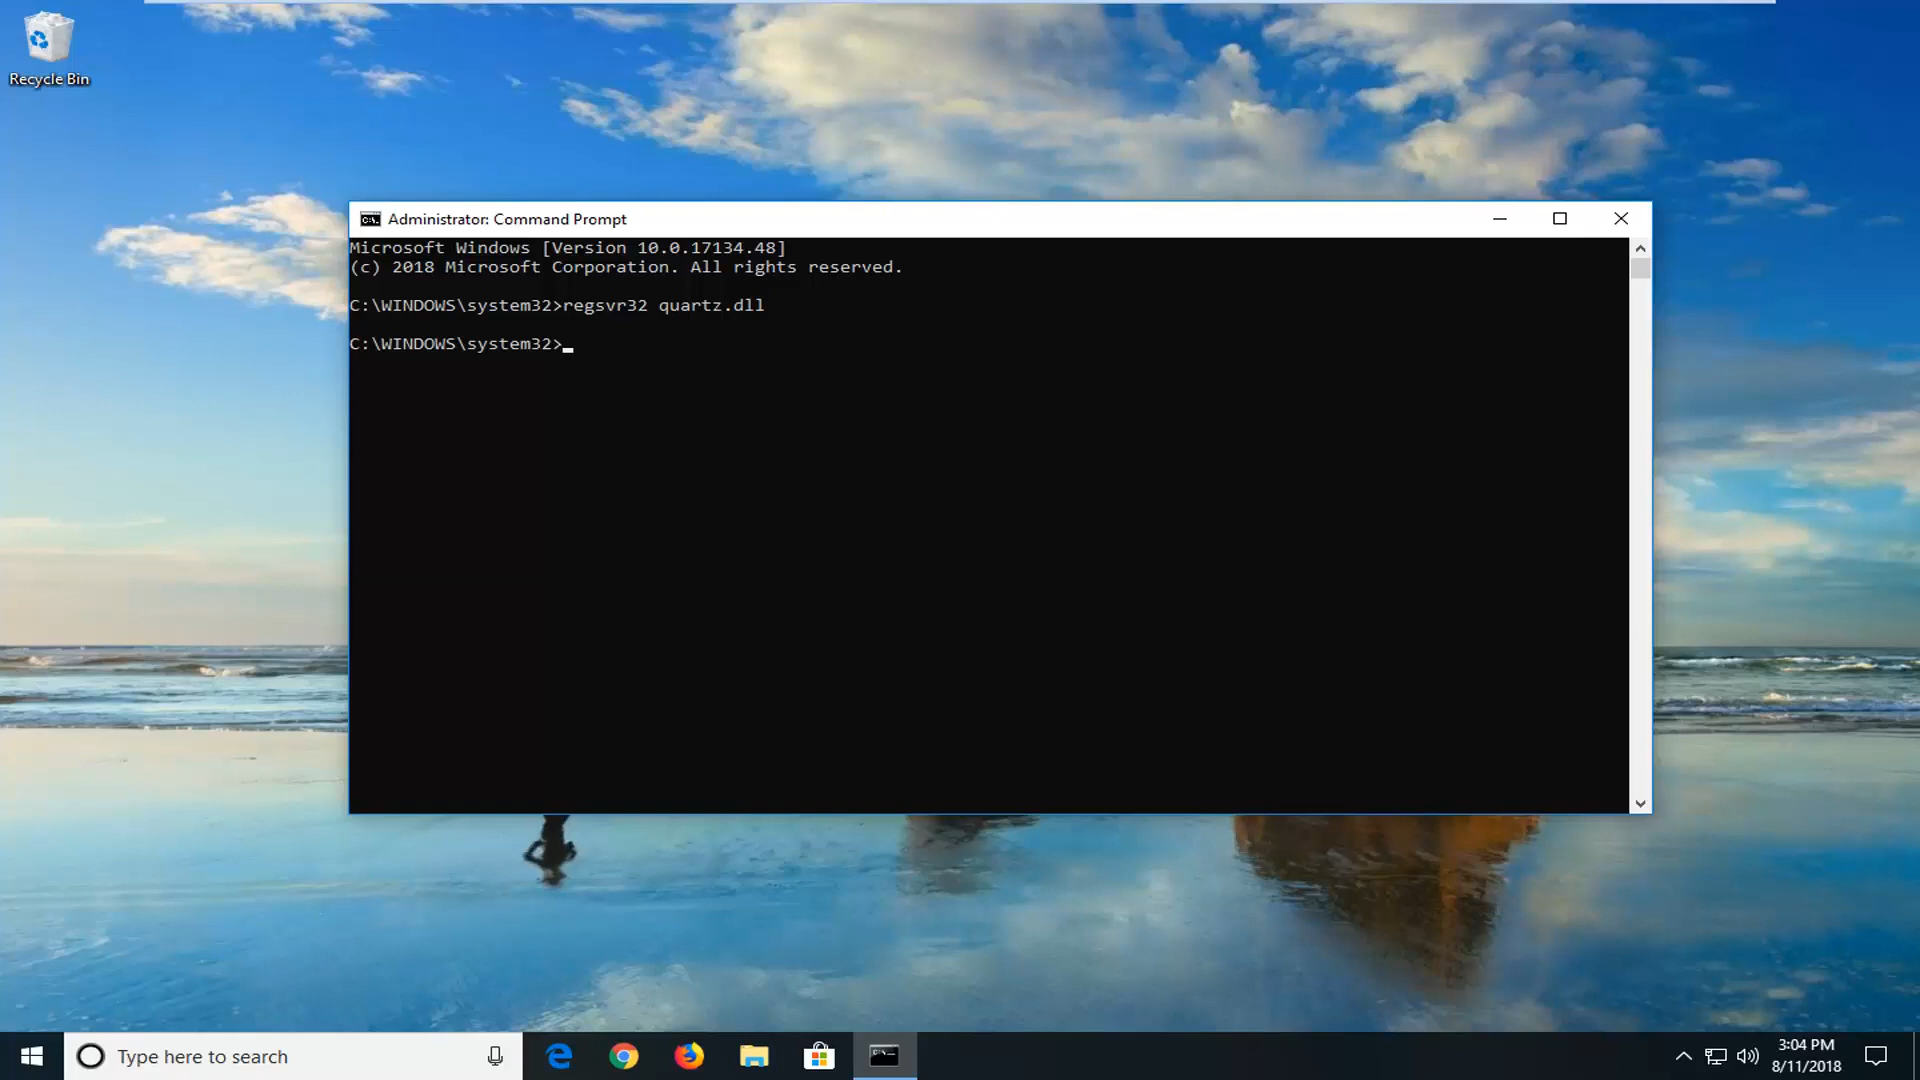 Recycle Bin
Administrator: Command Prompt
Microsoft Windows [Version 10.0.17134.48]
(c) 2018 Microsoft Corporation. All rights reserved.
C:\WINDOWS\system32>regsvr32 quartz.dll
C:\WINDOWS\system32>
Type here to search
3:04 PM
8/11/2018